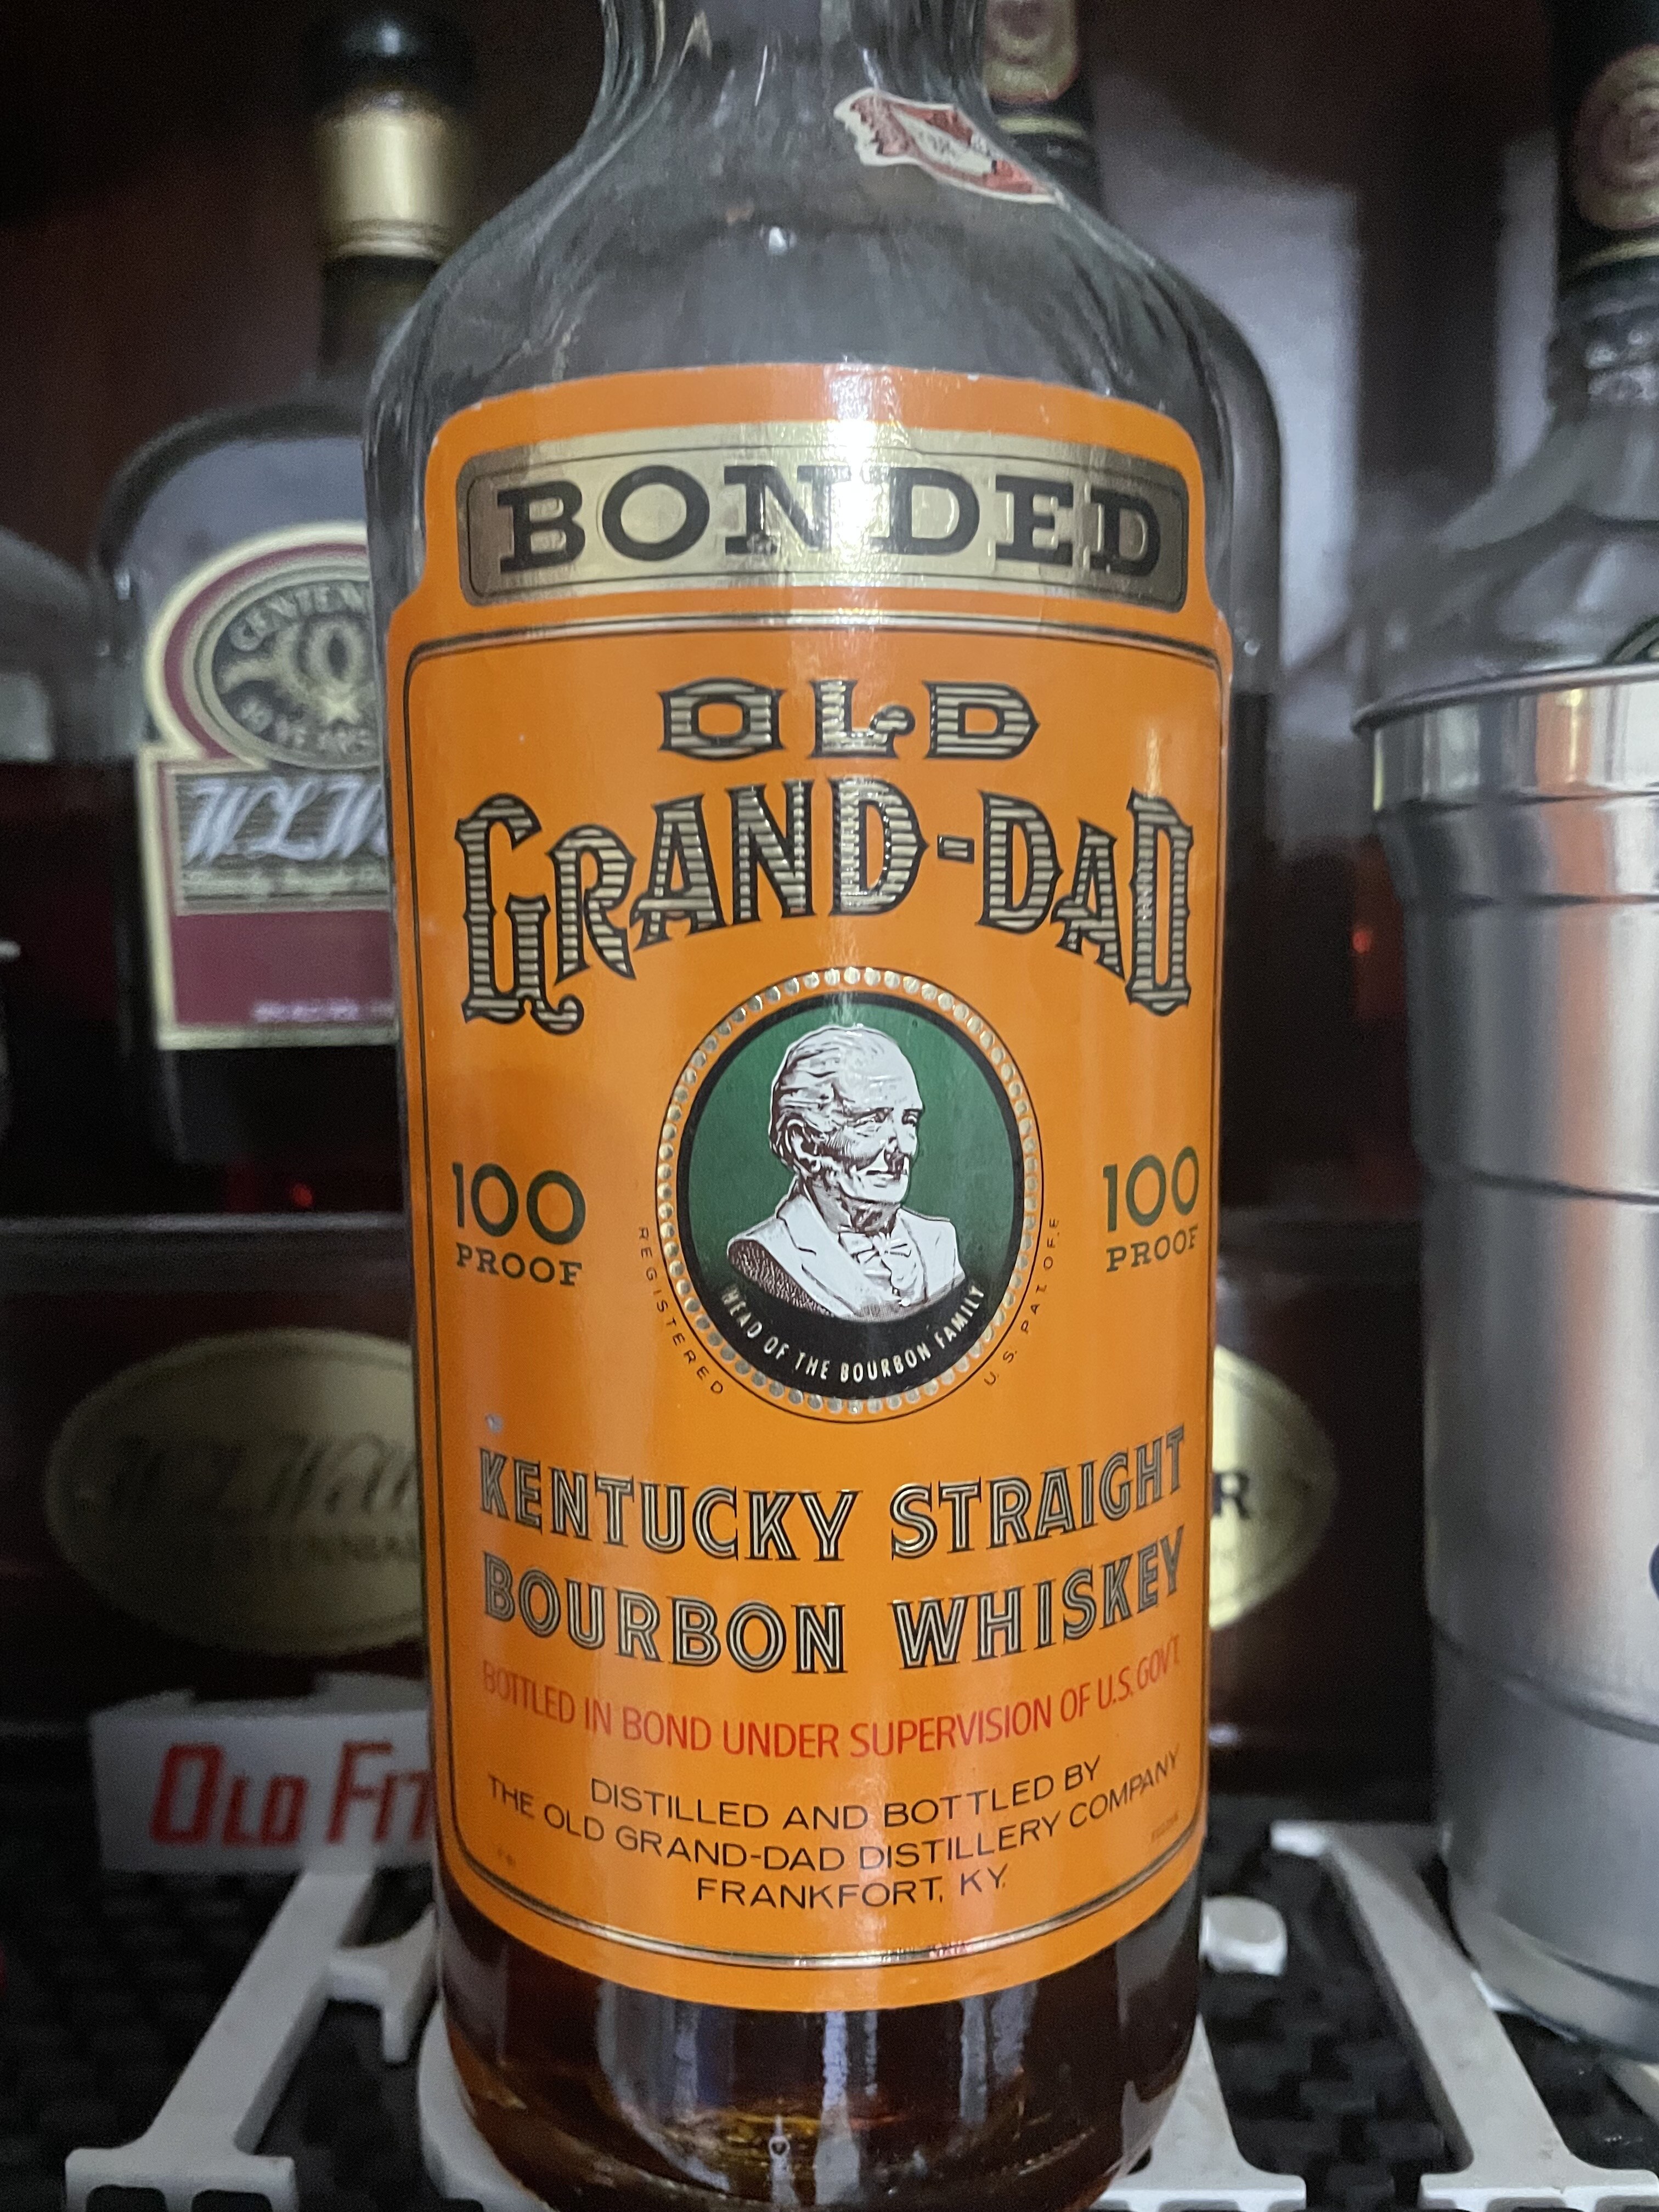 BONDED
OLD
GRAND-DAD
100
PROOF
100
PROOF
REGISTERED
U.S. PAT. OFF.
HEAD OF THE BOURBON FAMILY
KENTUCKY STRAIGHT
BOURBON WHISKEY
BOTTLED IN BOND UNDER SUPERVISION OF U.S. GOV'T.
DISTILLED AND BOTTLED BY
THE OLD GRAND-DAD DISTILLERY COMPANY
FRANKFORT, KY.
10 YEARS
OLD